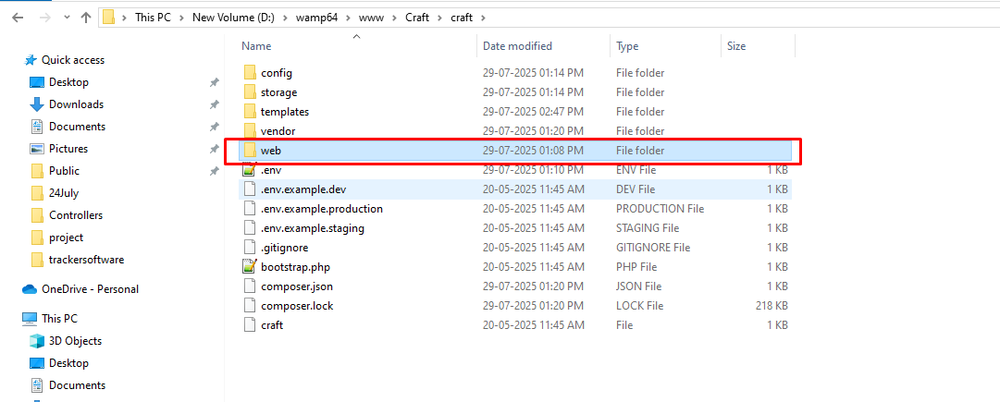 This PC > New Volume (D:) > wamp64 > www > Craft > craft >
Name Date modified Type Size
Quick access
Desktop
Downloads
Documents
Pictures
Public
24July
Controllers
project
trackersoftware
OneDrive - Personal
This PC
3D Objects
Desktop
Documents
config 29-07-2025 01:14 PM File folder
storage 29-07-2025 01:14 PM File folder
templates 29-07-2025 02:47 PM File folder
vendor 29-07-2025 01:20 PM File folder
web 29-07-2025 01:08 PM File folder
.env 29-07-2025 01:10 PM ENV File 1 KB
.env.example.dev 20-05-2025 11:45 AM DEV File 1 KB
.env.example.production 20-05-2025 11:45 AM PRODUCTION File 1 KB
.env.example.staging 20-05-2025 11:45 AM STAGING File 1 KB
.gitignore 20-05-2025 11:45 AM GITIGNORE File 1 KB
bootstrap.php 20-05-2025 11:45 AM PHP File 1 KB
composer.json 29-07-2025 01:20 PM JSON File 1 KB
composer.lock 29-07-2025 01:20 PM LOCK File 218 KB
craft 20-05-2025 11:45 AM File 1 KB